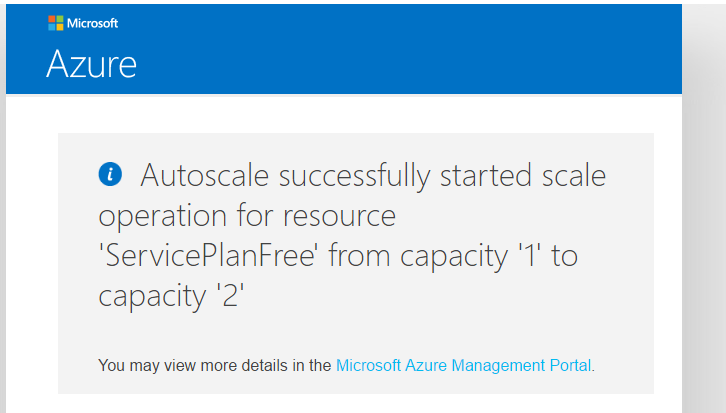 Microsoft
Azure
i Autoscale successfully started scale
operation for resource
'ServicePlanFree' from capacity '1' to
capacity '2'
You may view more details in the Microsoft Azure Management Portal.